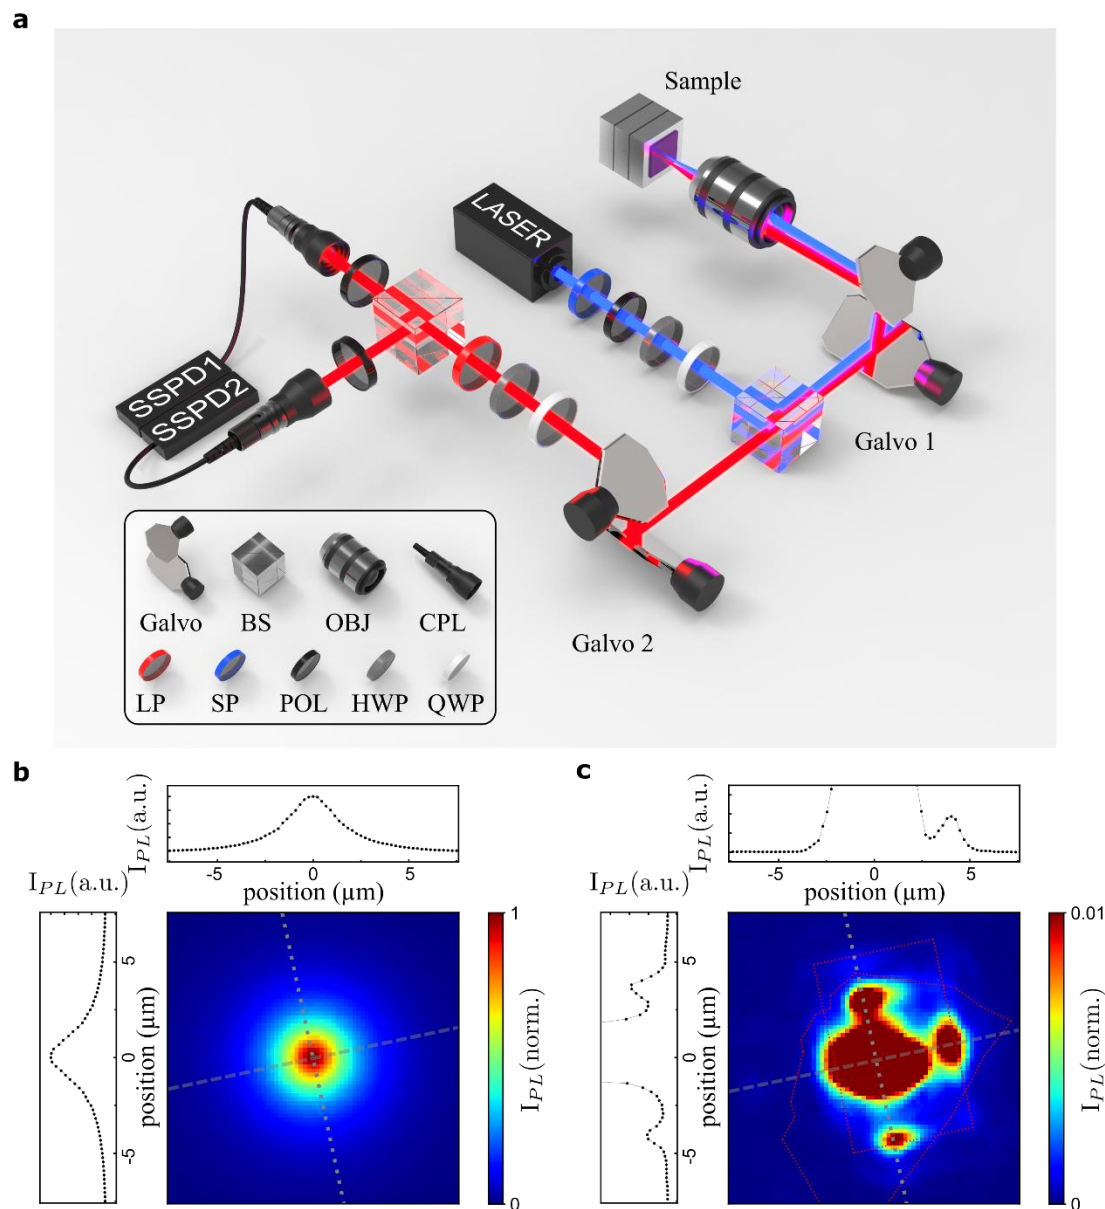 a
Sample
LASER
SSPD1
SSPD2
Galvo 1
Galvo 2
Galvo BS OBJ CPL
LP SP POL HWP QWP
b
I_PL(a.u.)
-5 0 5
position (µm)
I_PL(a.u.)
5
0
-5
position (µm)
1
0
I_PL (norm.)
c
I_PL(a.u.)
-5 0 5
position (µm)
I_PL(a.u.)
5
0
-5
position (µm)
0.01
0
I_PL (norm.)